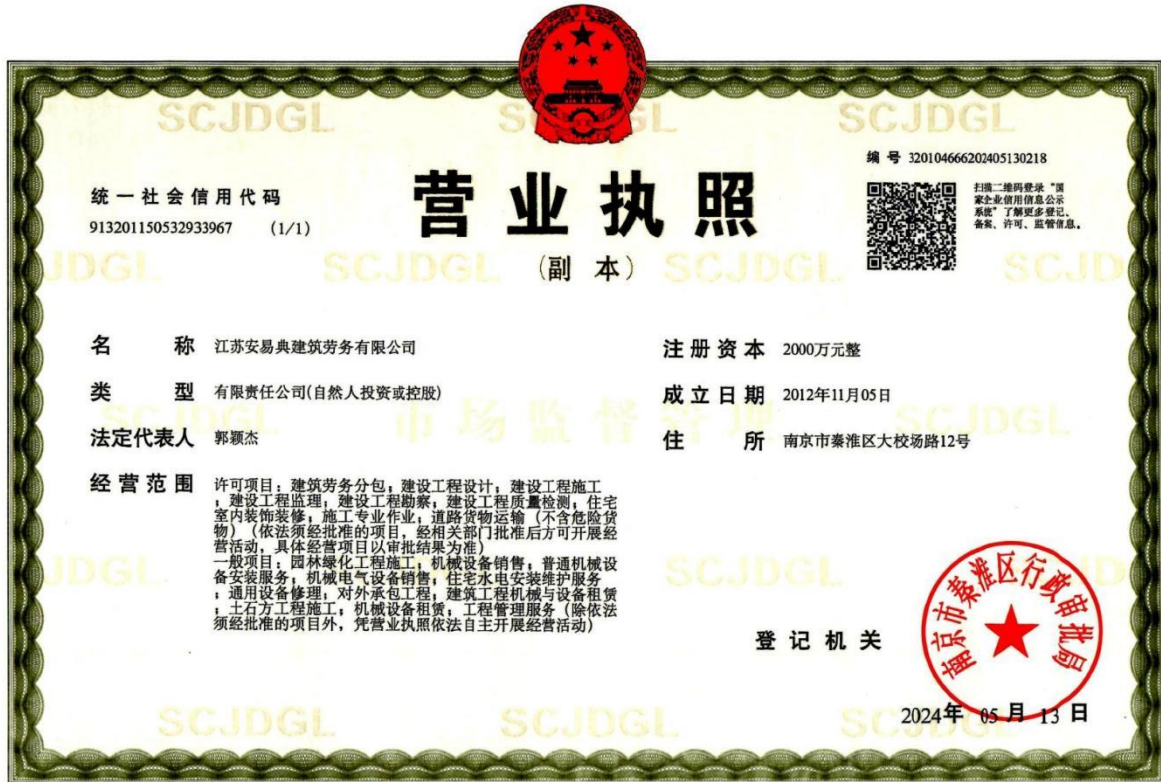 SCJDGL SCJDGL SCJDGL
编 号 320104666202405130218
统一社会信用代码
913201150532933967 (1/1)
营业执照
(副 本)
扫描二维码登录“国
家企业信用信息公示
系统”了解更多登记、
备案、许可、监管信息。
名 称 江苏安易典建筑劳务有限公司
类 型 有限责任公司(自然人投资或控股)
法定代表人 郭颖杰
经营范围 许可项目：建筑劳务分包；建设工程设计；建设工程施工
；建设工程监理；建设工程勘察；建设工程质量检测；住宅
室内装饰装修；施工专业作业；道路货物运输（不含危险货
物）（依法须经批准的项目，经相关部门批准后方可开展经
营活动，具体经营项目以审批结果为准）
一般项目：园林绿化工程施工；机械设备销售；普通机械设
备安装服务；机械电气设备销售；住宅水电安装维护服务
；通用设备修理；对外承包工程；建筑工程机械与设备租赁
；土石方工程施工；机械设备租赁；工程管理服务（除依法
须经批准的项目外，凭营业执照依法自主开展经营活动）
注册资本 2000万元整
成立日期 2012年11月05日
住 所 南京市秦淮区大校场路12号
市场监督管理
登记机关
南京市秦淮区行政审批局
2024年 05 月 13 日
SCJDGL SCJDGL SCJDGL